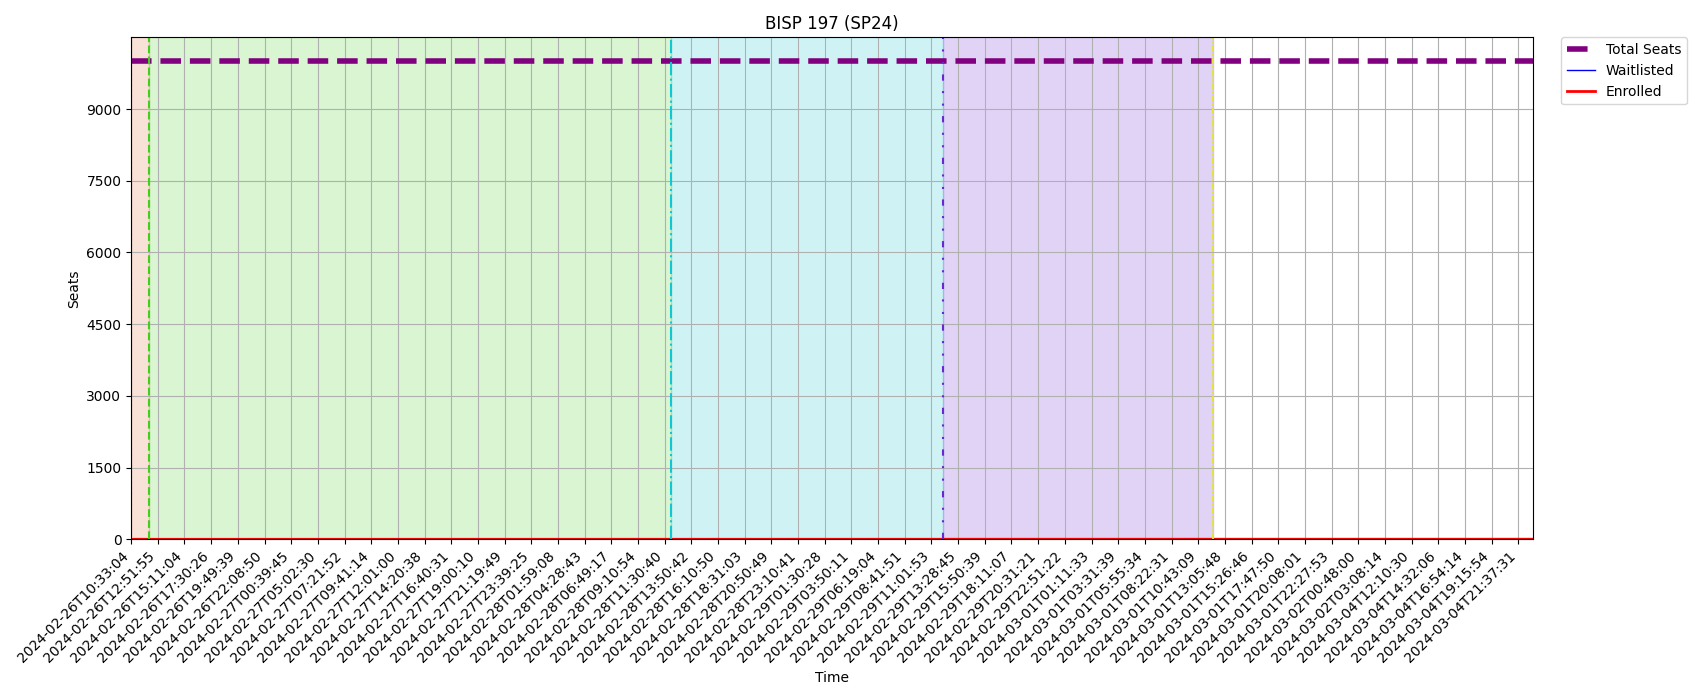 BISP 197 (SP24)
Total Seats
Waitlisted
Enrolled
Seats
9000
7500
6000
4500
3000
1500
0
2024-02-26T10:33:04
2024-02-26T12:51:55
2024-02-26T15:11:04
2024-02-26T17:30:26
2024-02-26T19:49:39
2024-02-26T22:08:50
2024-02-27T00:39:45
2024-02-27T05:02:30
2024-02-27T07:21:52
2024-02-27T09:41:14
2024-02-27T12:01:00
2024-02-27T14:20:38
2024-02-27T16:40:31
2024-02-27T19:00:10
2024-02-27T21:19:49
2024-02-27T23:39:25
2024-02-28T01:59:08
2024-02-28T04:28:43
2024-02-28T06:49:17
2024-02-28T09:10:54
2024-02-28T11:30:40
2024-02-28T13:50:42
2024-02-28T16:10:50
2024-02-28T18:31:03
2024-02-28T20:50:49
2024-02-28T23:10:41
2024-02-29T01:30:28
2024-02-29T03:50:11
2024-02-29T06:19:04
2024-02-29T08:41:51
2024-02-29T11:01:53
2024-02-29T13:28:45
2024-02-29T15:50:39
2024-02-29T18:11:07
2024-02-29T20:31:21
2024-02-29T22:51:22
2024-03-01T01:11:33
2024-03-01T03:31:39
2024-03-01T05:55:34
2024-03-01T08:22:31
2024-03-01T10:43:09
2024-03-01T13:05:48
2024-03-01T15:26:46
2024-03-01T17:47:50
2024-03-01T20:08:01
2024-03-01T22:27:53
2024-03-02T00:48:00
2024-03-02T03:08:14
2024-03-04T12:10:30
2024-03-04T14:32:06
2024-03-04T16:54:14
2024-03-04T19:15:54
2024-03-04T21:37:31
Time